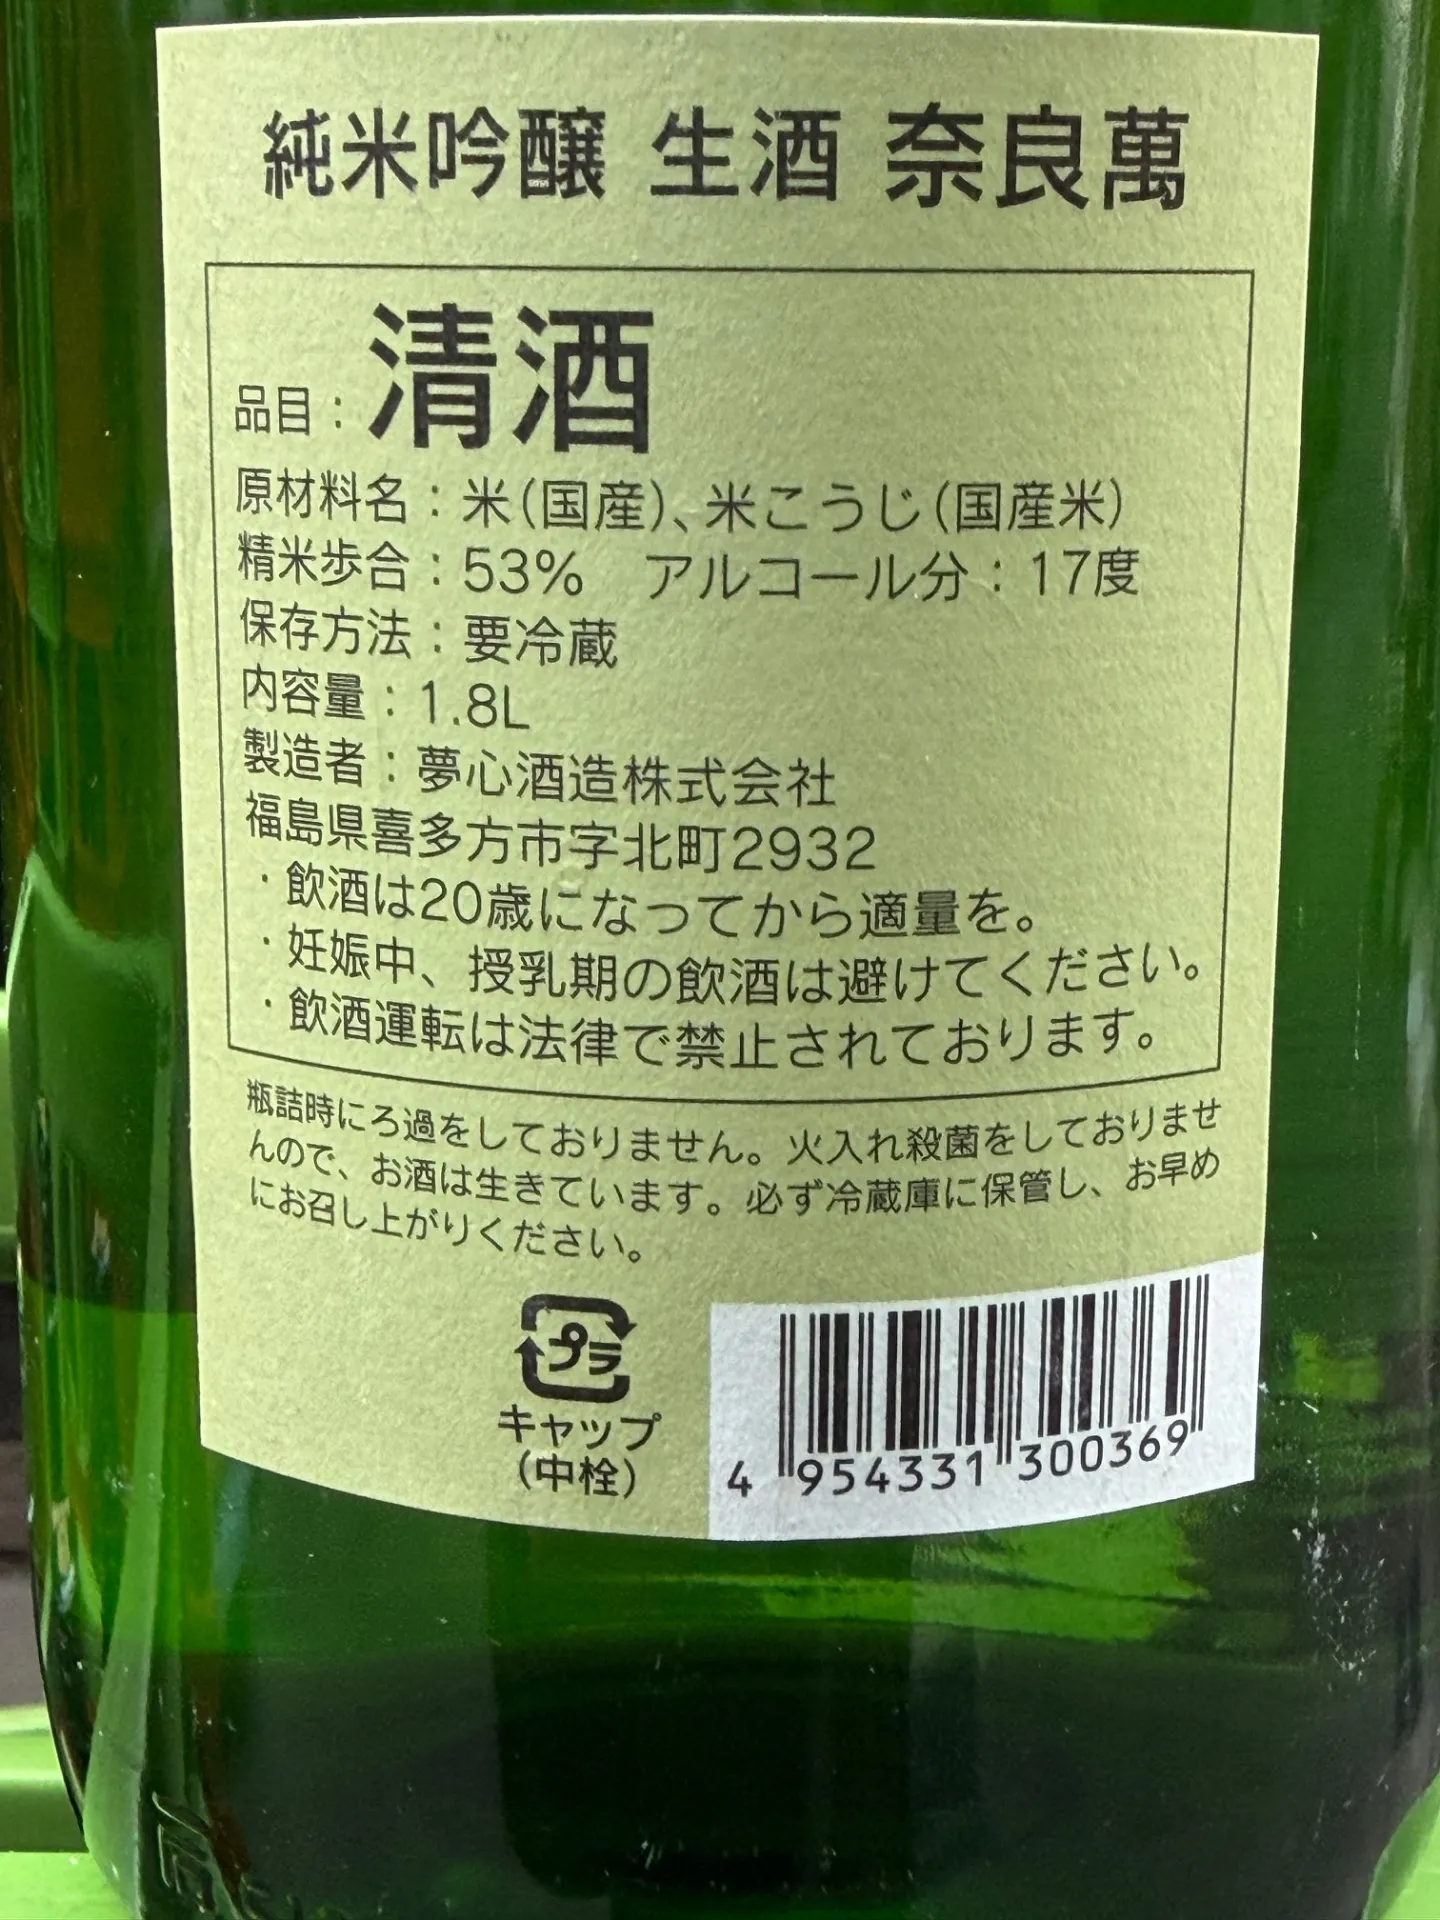 純米吟醸 生酒 奈良萬
品目：清酒
原材料名：米（国産）、米こうじ（国産米）
精米歩合：53%　アルコール分：17度
保存方法：要冷蔵
内容量：1.8L
製造者：夢心酒造株式会社
福島県喜多方市字北町2932
・飲酒は20歳になってから適量を。
・妊娠中、授乳期の飲酒は避けてください。
・飲酒運転は法律で禁止されております。
瓶詰時にろ過をしておりません。火入れ殺菌をしておりませ
んので、お酒は生きています。必ず冷蔵庫に保管し、お早め
にお召し上がりください。
プラ
キャップ
（中栓）
4 954331 300369